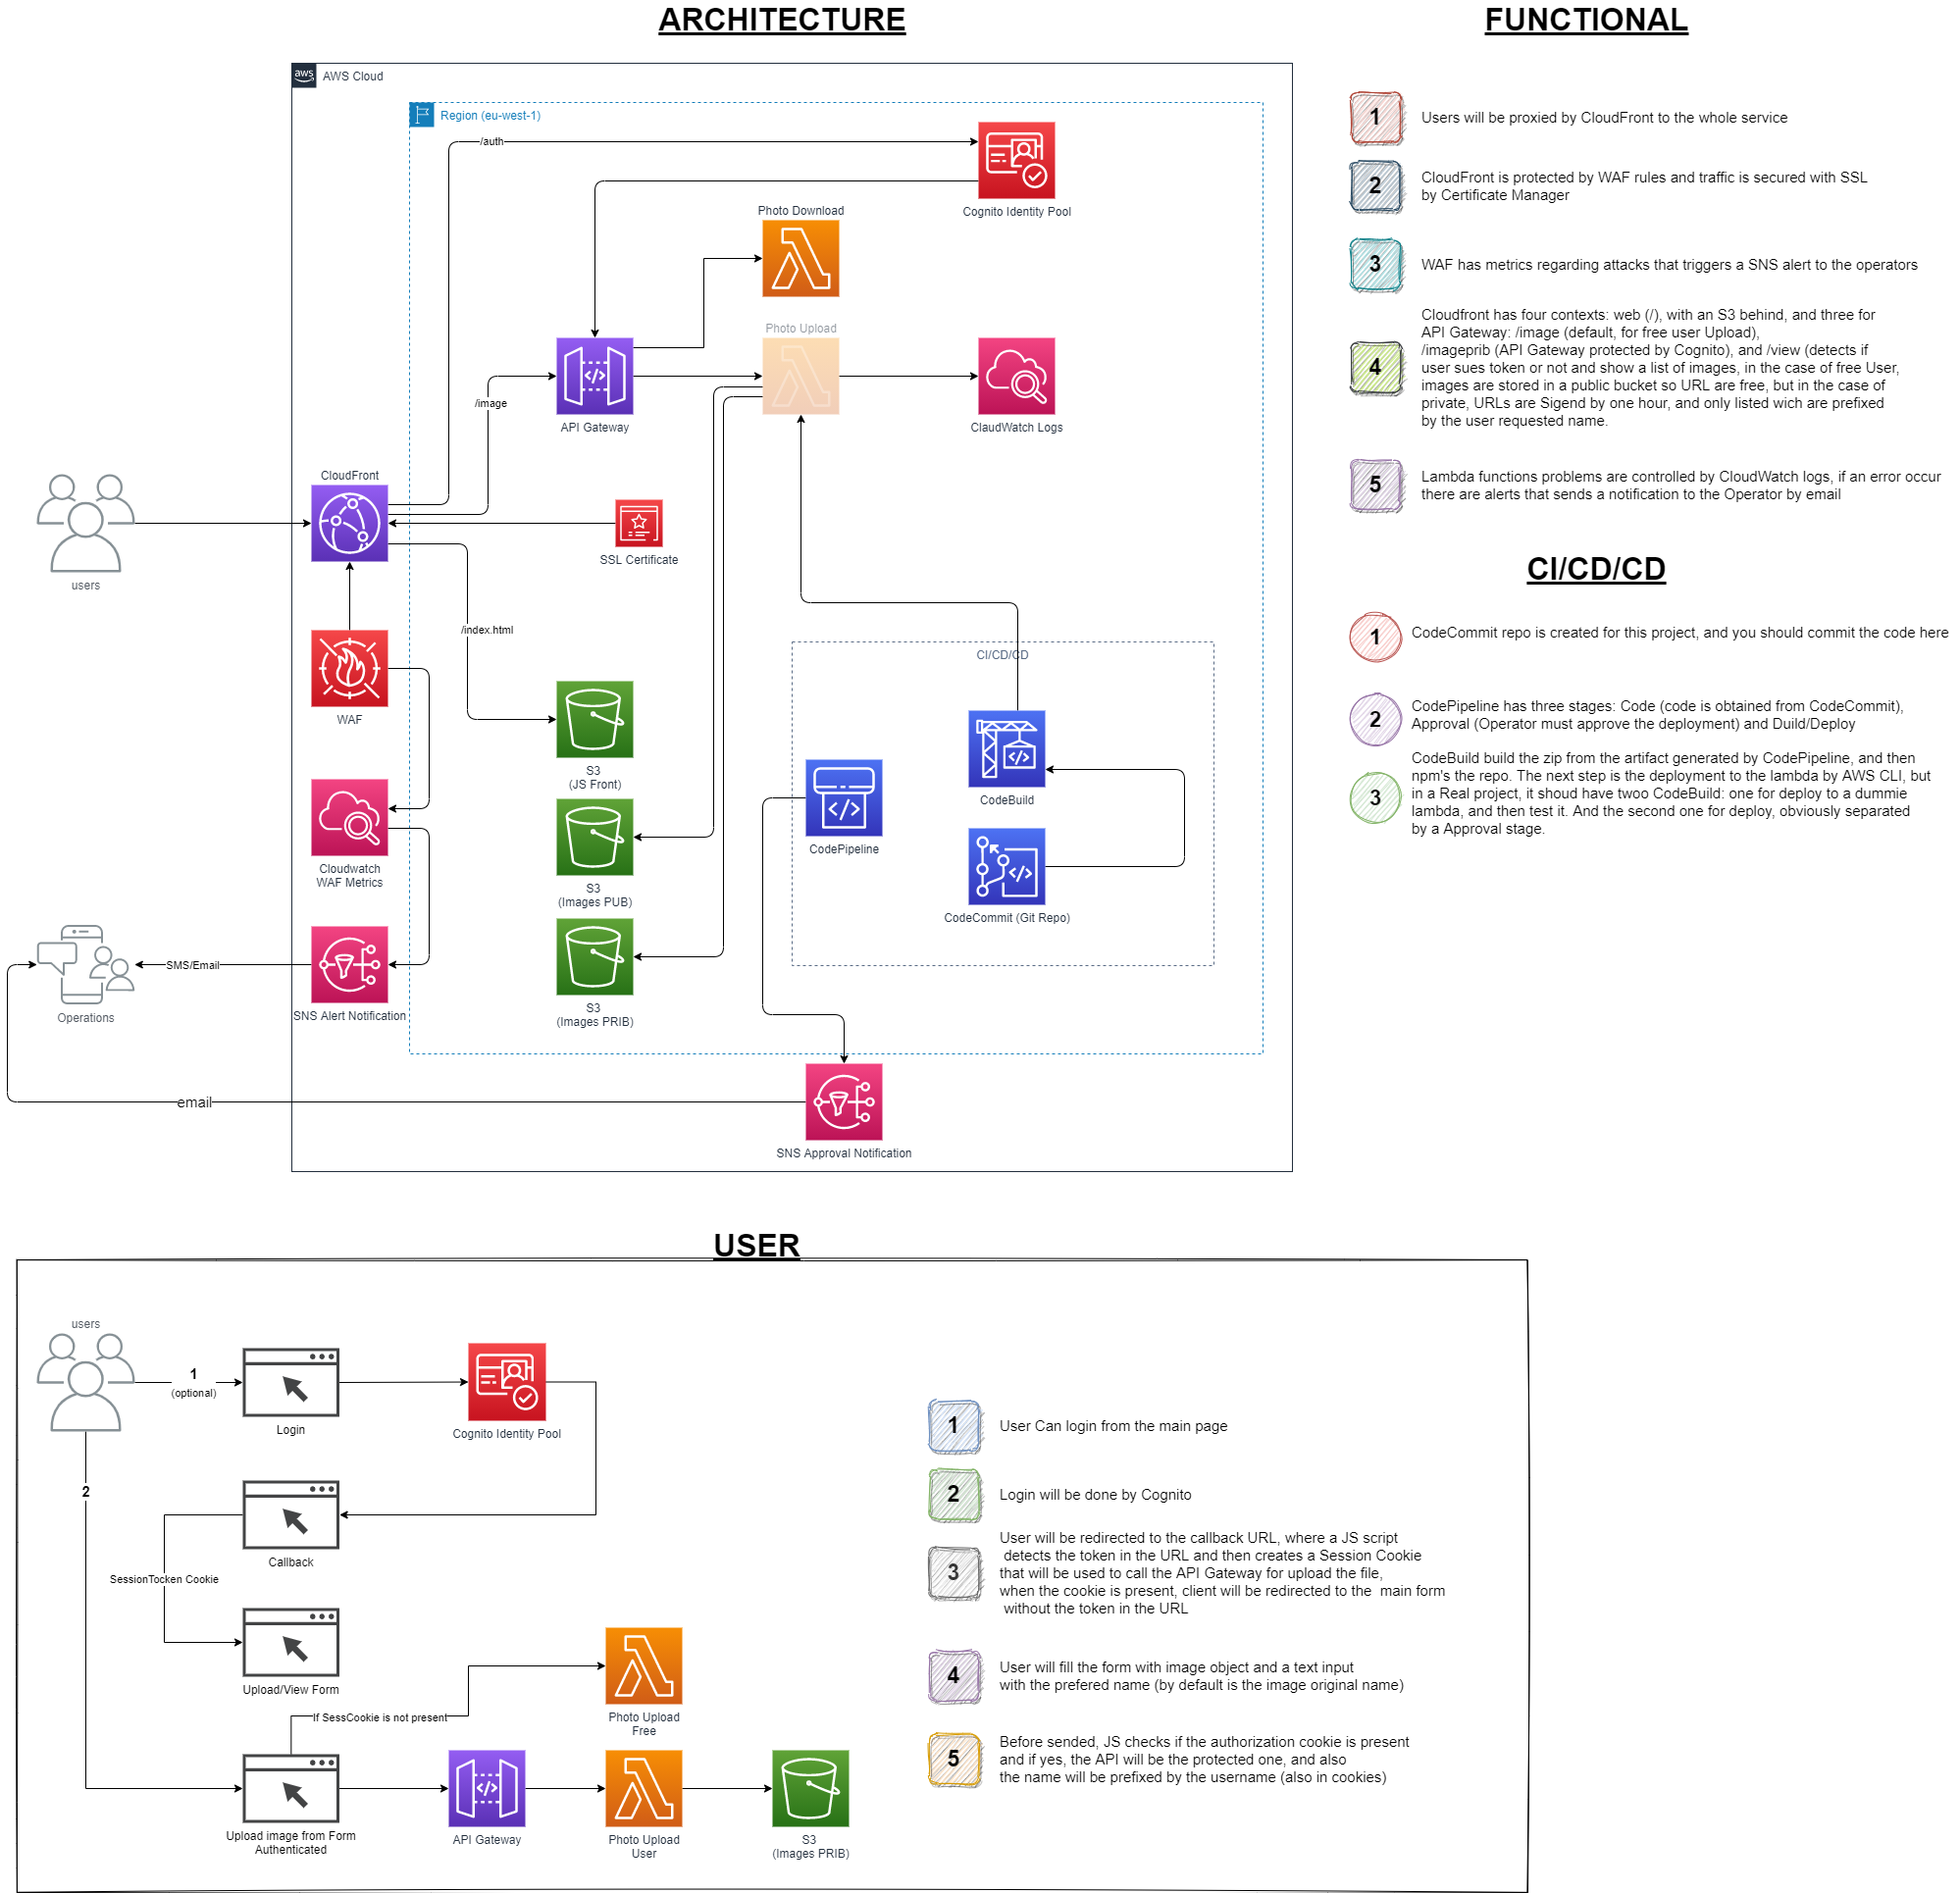 ARCHITECTURE
FUNCTIONAL
aws
AWS Cloud
Region (eu-west-1)
/auth
Cognito Identity Pool
Photo Download
Photo Upload
/image
API Gateway
ClaudWatch Logs
CloudFront
users
SSL Certificate
/index.html
WAF
CI/CD/CD
S3
(JS Front)
CodeBuild
CodePipeline
Cloudwatch
WAF Metrics
S3
(Images PUB)
CodeCommit (Git Repo)
SMS/Email
Operations
SNS Alert Notification
S3
(Images PRIB)
email
SNS Approval Notification
1
Users will be proxied by CloudFront to the whole service
2
CloudFront is protected by WAF rules and traffic is secured with SSL
by Certificate Manager
3
WAF has metrics regarding attacks that triggers a SNS alert to the operators
4
Cloudfront has four contexts: web (/), with an S3 behind, and three for
API Gateway: /image (default, for free user Upload),
/imageprib (API Gateway protected by Cognito), and /view (detects if
user sues token or not and show a list of images, in the case of free User,
images are stored in a public bucket so URL are free, but in the case of
private, URLs are Sigend by one hour, and only listed wich are prefixed
by the user requested name.
5
Lambda functions problems are controlled by CloudWatch logs, if an error occur
there are alerts that sends a notification to the Operator by email
CI/CD/CD
1
CodeCommit repo is created for this project, and you should commit the code here
2
CodePipeline has three stages: Code (code is obtained from CodeCommit),
Approval (Operator must approve the deployment) and Duild/Deploy
3
CodeBuild build the zip from the artifact generated by CodePipeline, and then
npm's the repo. The next step is the deployment to the lambda by AWS CLI, but
in a Real project, it shoud have twoo CodeBuild: one for deploy to a dummie
lambda, and then test it. And the second one for deploy, obviously separated
by a Approval stage.
USER
users
1
(optional)
Login
Cognito Identity Pool
2
Callback
SessionTocken Cookie
Upload/View Form
If SessCookie is not present
Photo Upload
Free
Upload image from Form
Authenticated
API Gateway
Photo Upload
User
S3
(Images PRIB)
1
User Can login from the main page
2
Login will be done by Cognito
3
User will be redirected to the callback URL, where a JS script
detects the token in the URL and then creates a Session Cookie
that will be used to call the API Gateway for upload the file,
when the cookie is present, client will be redirected to the main form
without the token in the URL
4
User will fill the form with image object and a text input
with the prefered name (by default is the image original name)
5
Before sended, JS checks if the authorization cookie is present
and if yes, the API will be the protected one, and also
the name will be prefixed by the username (also in cookies)